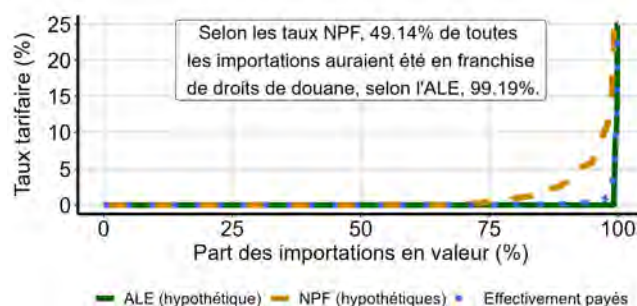 Selon les taux NPF, 49.14% de toutes
les importations auraient été en franchise
de droits de douane, selon l'ALE, 99.19%.
Taux tarifaire (%)
25
20
15
10
5
0
0 25 50 75 100
Part des importations en valeur (%)
ALE (hypothétique) NPF (hypothétiques) Effectivement payés